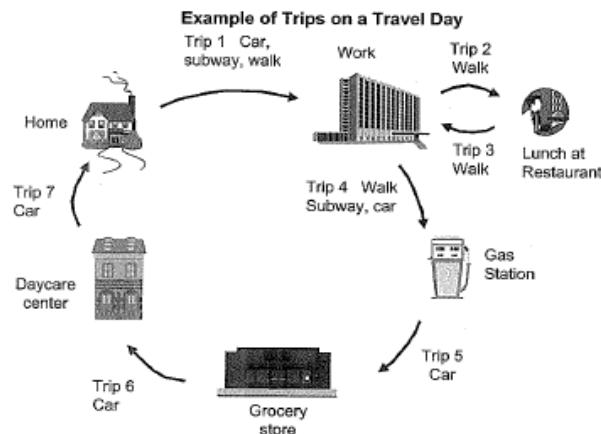 Example of Trips on a Travel Day
Trip 1 Car,
subway, walk
Work
Trip 2
Walk
Home
Trip 3
Walk
Lunch at
Restaurant
Trip 7
Car
Trip 4 Walk
Subway, car
Gas
Station
Daycare
center
Trip 5
Car
Trip 6
Car
Grocery
store